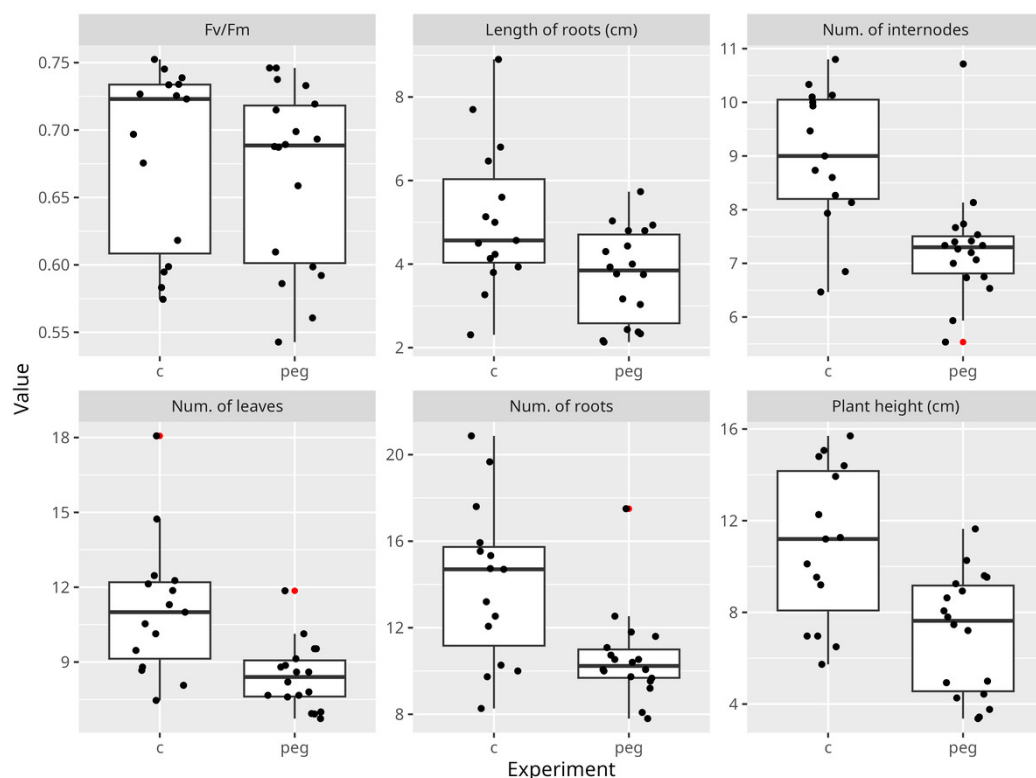 Fv/Fm
Length of roots (cm)
Num. of internodes
0.75
0.70
0.65
0.60
0.55
8
6
4
2
11
10
9
8
7
6
c
peg
c
peg
c
peg
Value
Num. of leaves
Num. of roots
Plant height (cm)
18
15
12
9
20
16
12
8
16
12
8
4
c
peg
c
peg
c
peg
Experiment